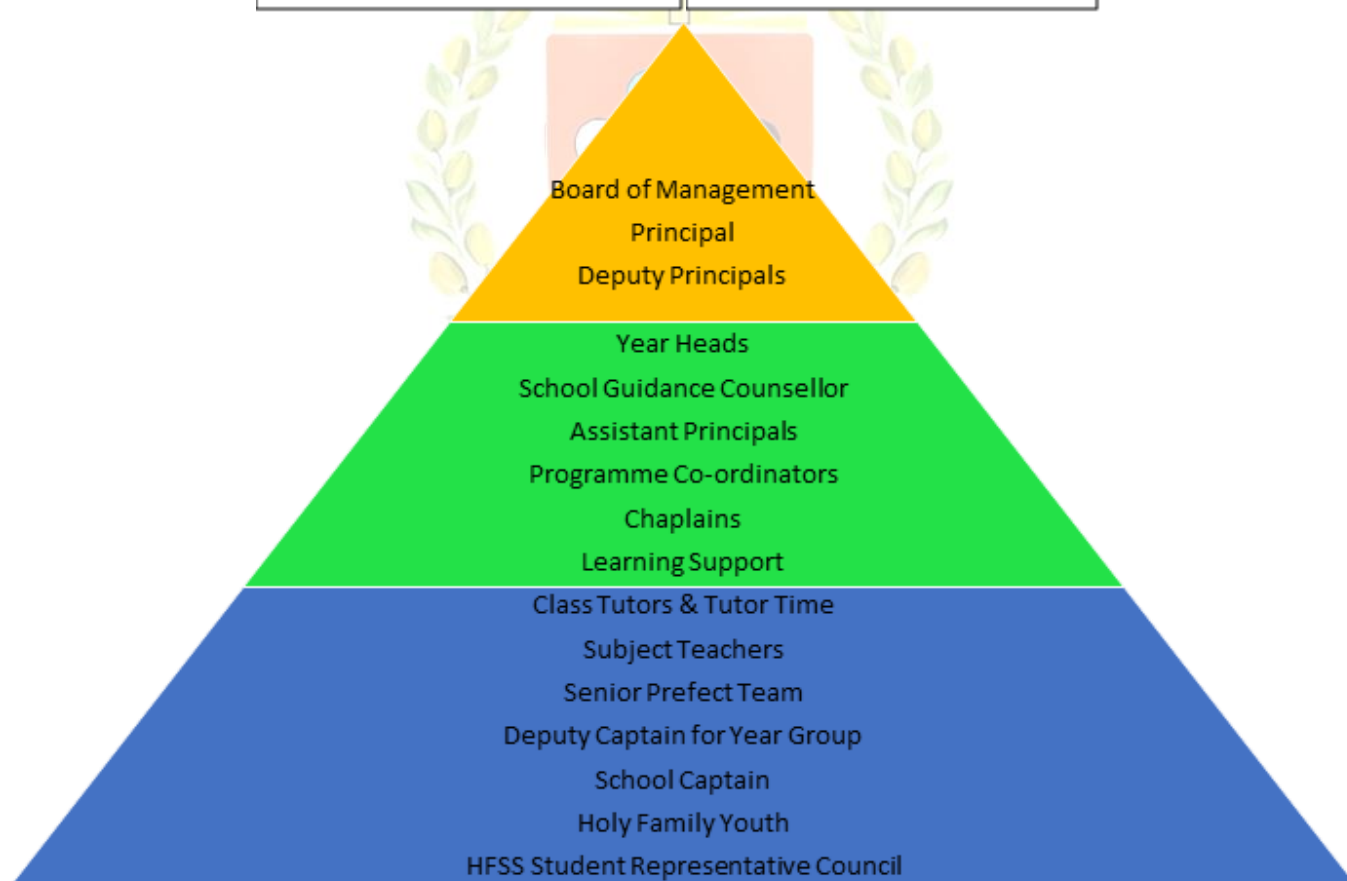 Board of Management
Principal
Deputy Principals
Year Heads
School Guidance Counsellor
Assistant Principals
Programme Co-ordinators
Chaplains
Learning Support
Class Tutors & Tutor Time
Subject Teachers
Senior Prefect Team
Deputy Captain for Year Group
School Captain
Holy Family Youth
HFSS Student Representative Council